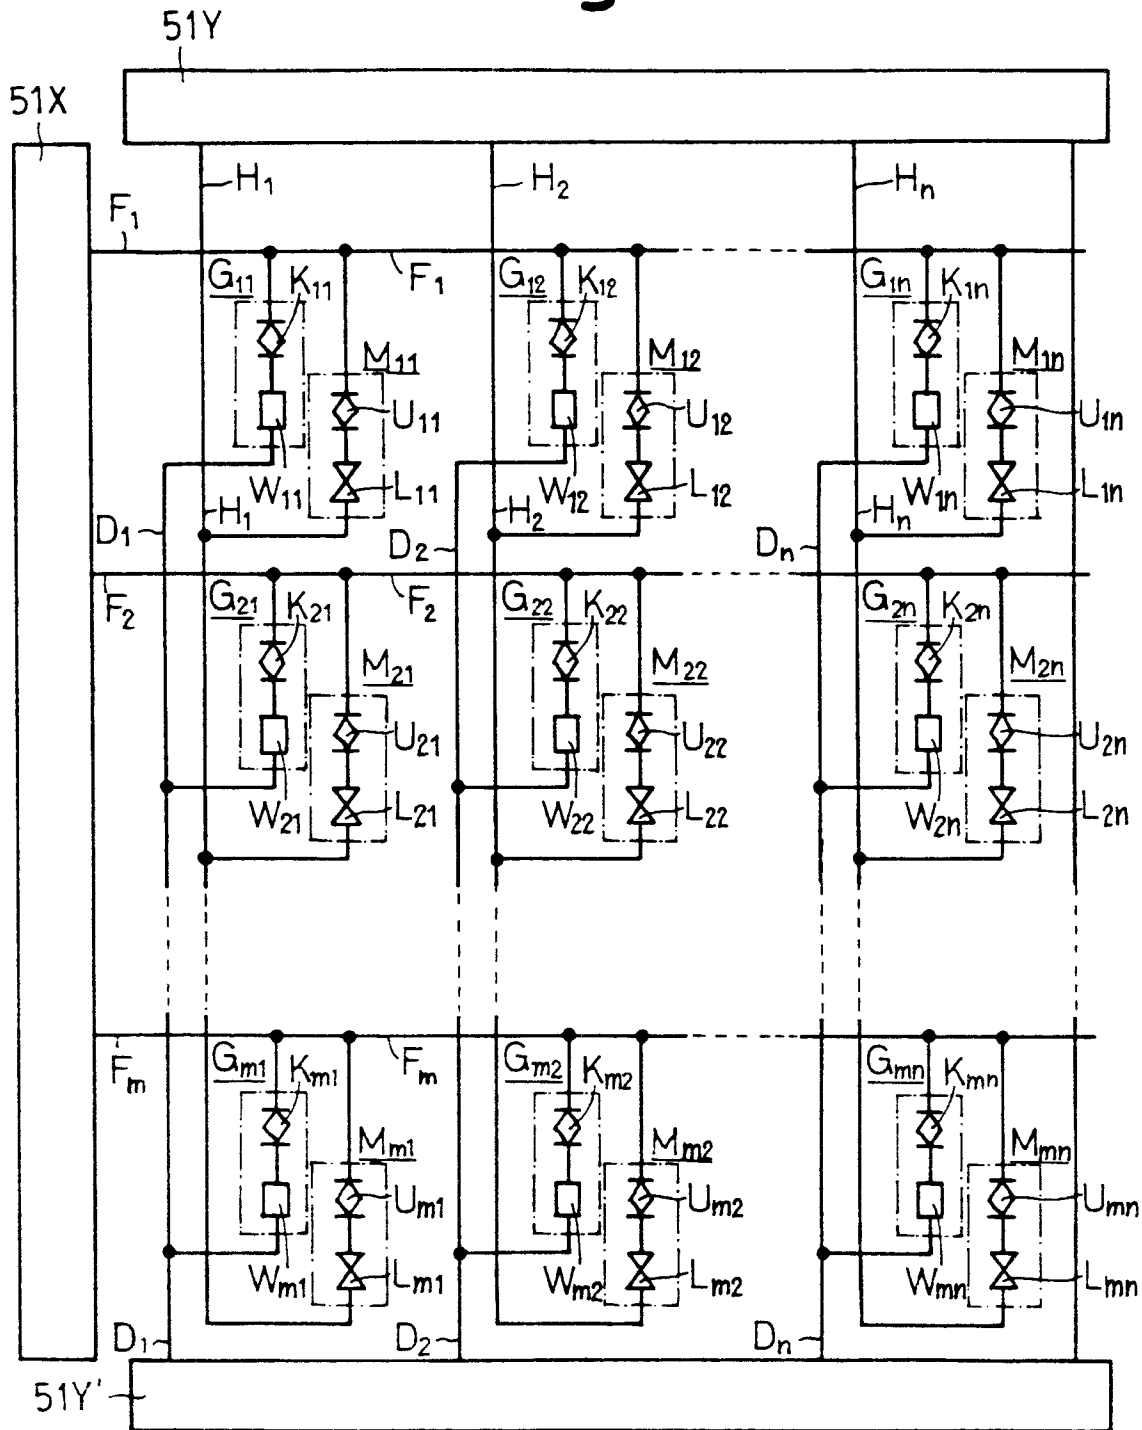 51Y
51X
H1 H2 Hn
F1
G11 K11 F1 G12 K12 G1n K1n
M11 M12 M1n
U11 U12 U1n
W11 L11 W12 L12 W1n L1n
D1 H1 D2 H2 Dn Hn
F2 G21 K21 F2 G22 K22 G2n K2n
M21 M22 M2n
U21 U22 U2n
W21 L21 W22 L22 W2n L2n
Fm Gm1 Km1 Fm Gm2 Km2 Gmn Kmn
Mm1 Mm2 Mmn
Um1 Um2 Umn
Wm1 Lm1 Wm2 Lm2 Wmn Lmn
D1 D2 Dn
51Y'